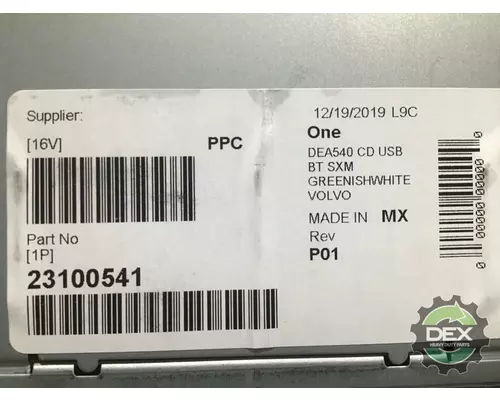 Supplier:
[16V] PPC
Part No
[1P]
23100541
12/19/2019 L9C
One
DEA540 CD USB
BT SXM
GREENISHWHITE
VOLVO
MADE IN MX
Rev
P01
DEX
HEAVY DUTY PARTS